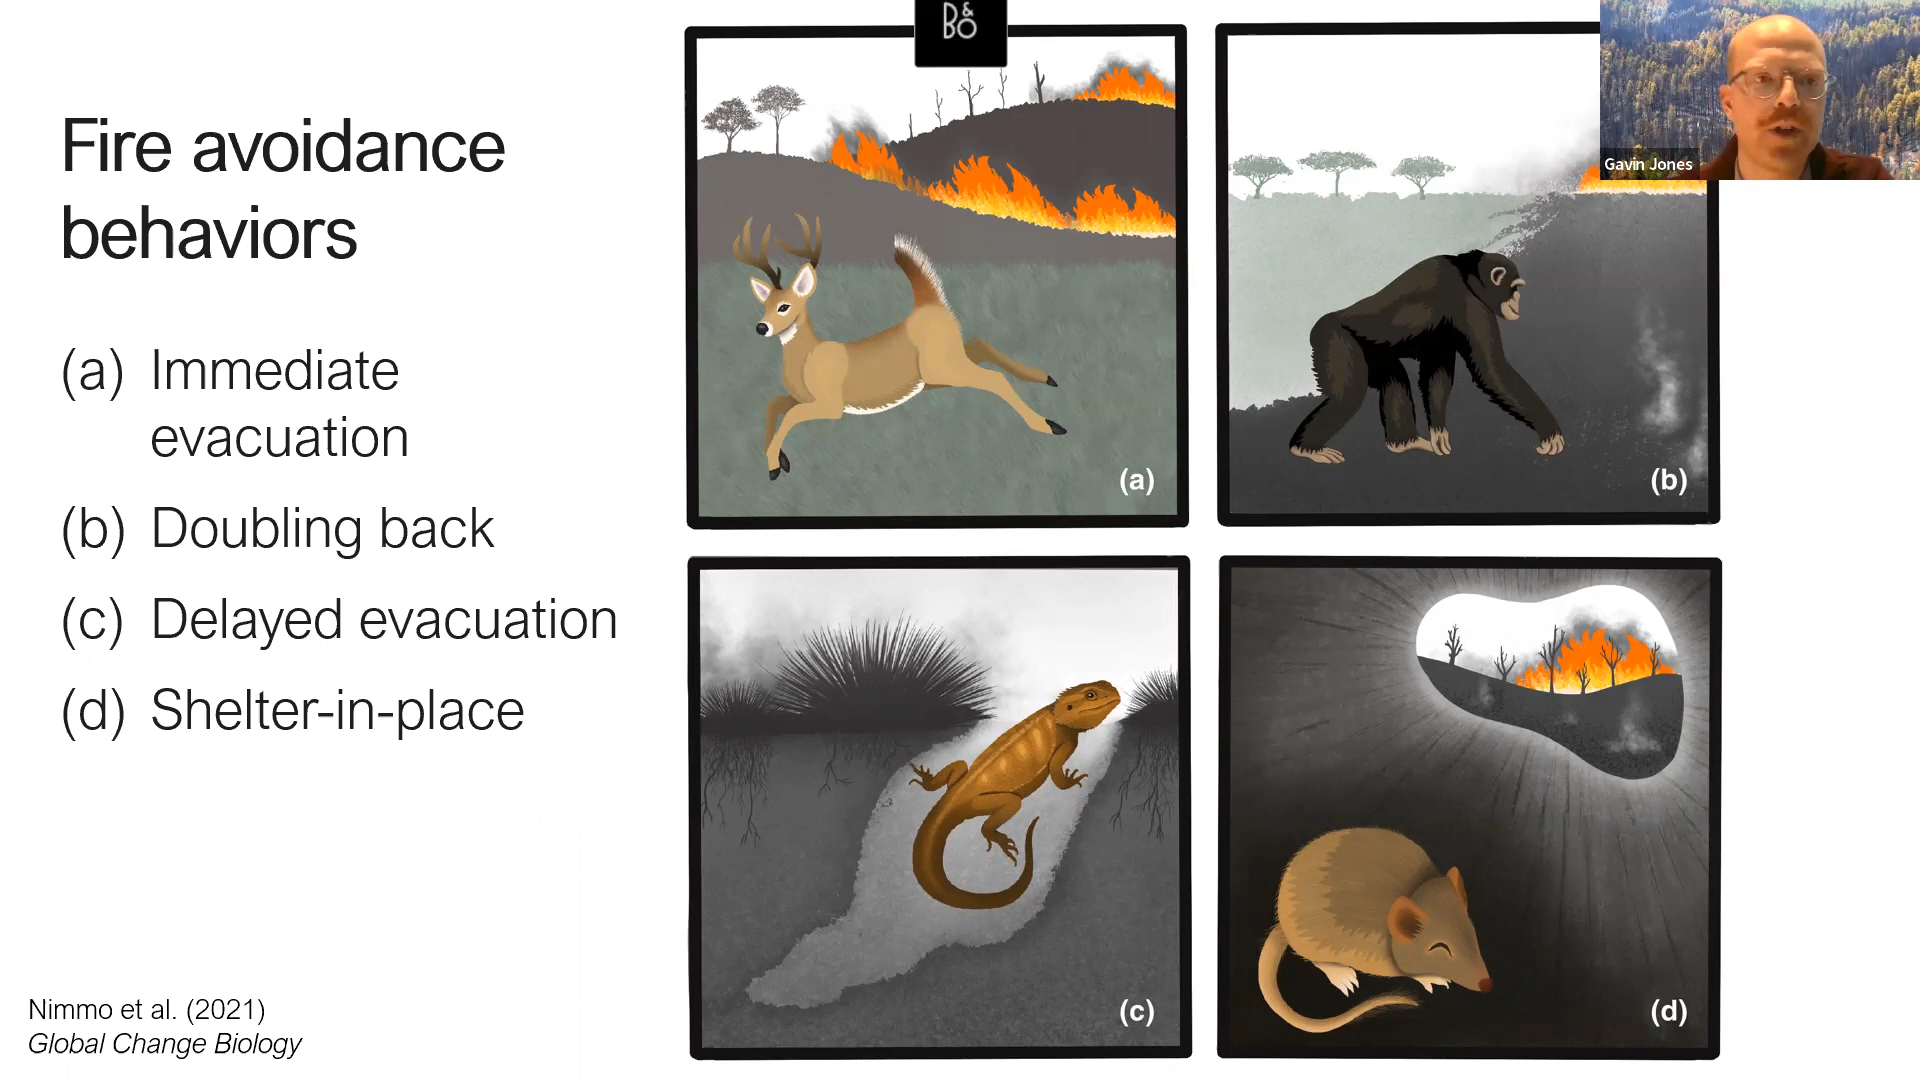 B&O
Fire avoidance
behaviors
(a) Immediate
evacuation
(b) Doubling back
(c) Delayed evacuation
(d) Shelter-in-place
Nimmo et al. (2021)
Global Change Biology
(a)
(b)
(c)
(d)
Gavin Jones